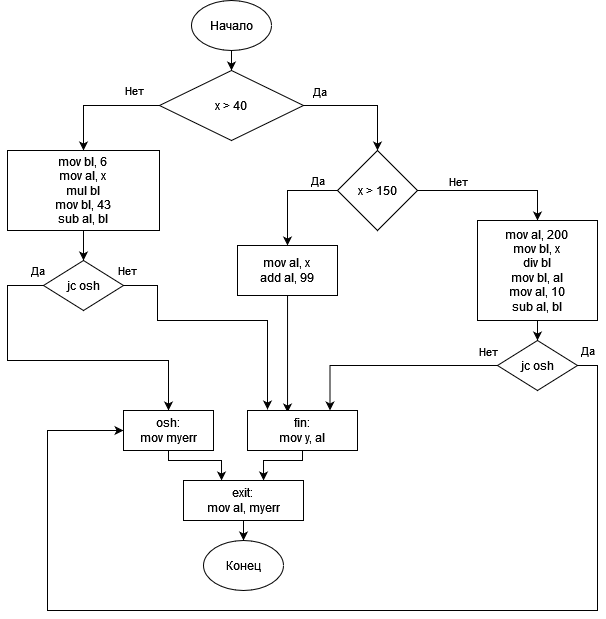 Начало
x > 40
Нет
Да
mov bl, 6
mov al, x
mul bl
mov bl, 43
sub al, bl
x > 150
Да
Нет
mov al, x
add al, 99
mov al, 200
mov bl, x
div bl
mov bl, al
mov al, 10
sub al, bl
jc osh
Да
Нет
jc osh
Нет
Да
osh:
mov myerr
fin:
mov y, al
exit:
mov al, myerr
Конец